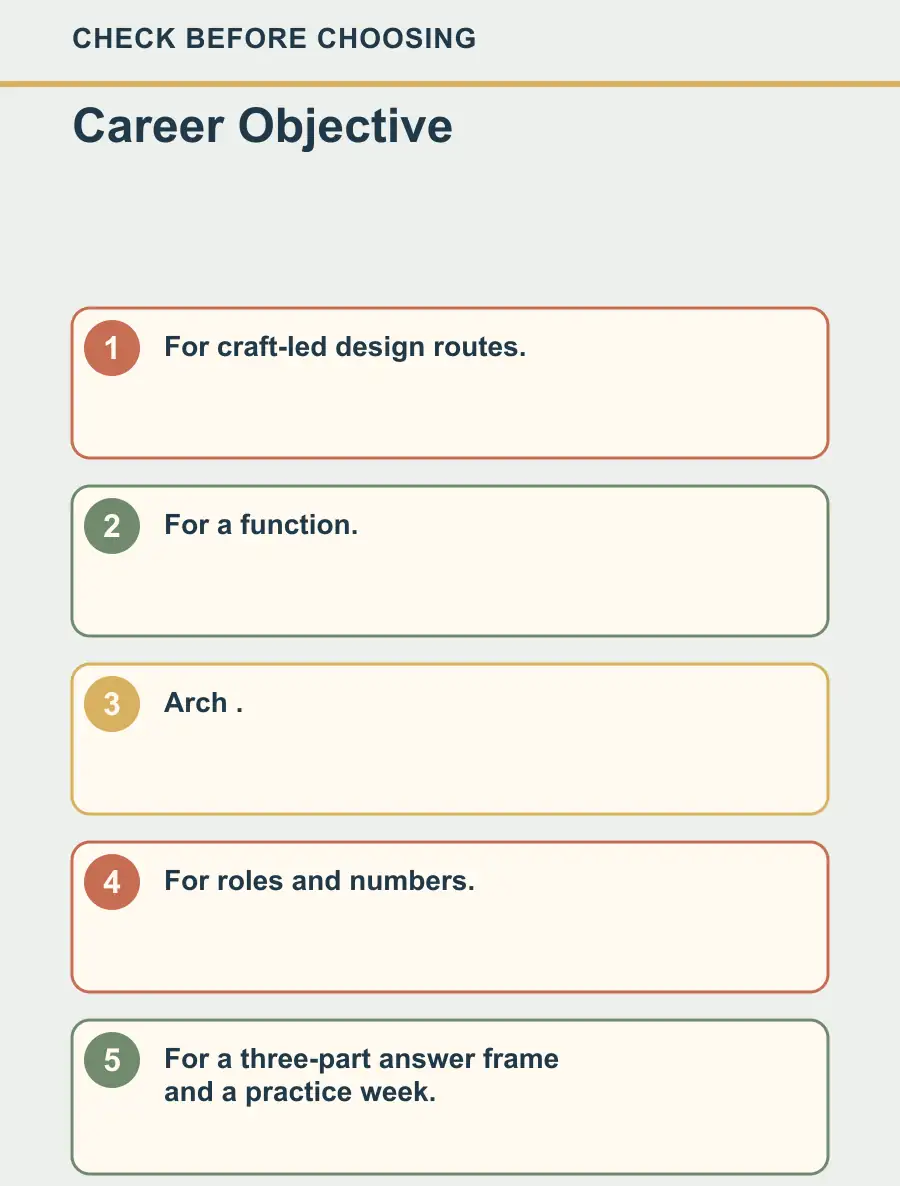 CHECK BEFORE CHOOSING
Career Objective
1
For craft-led design routes.
2
For a function.
3
Arch .
4
For roles and numbers.
5
For a three-part answer frame
and a practice week.